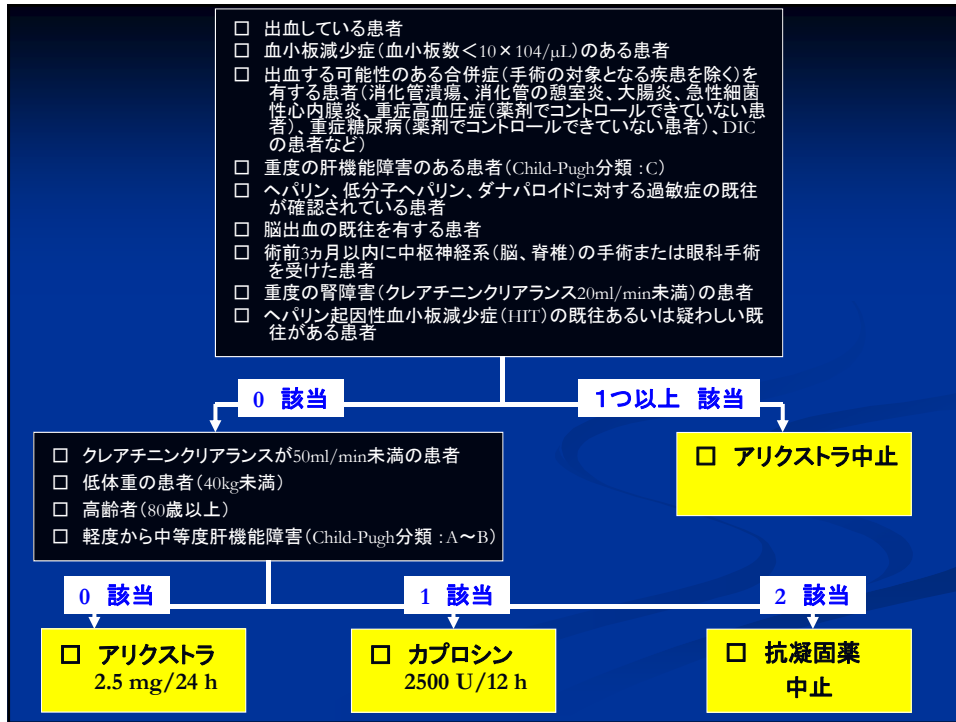 □ 出血している患者
□ 血小板減少症(血小板数<10×104/μL)のある患者
□ 出血する可能性のある合併症(手術の対象となる疾患を除く)を
有する患者(消化管潰瘍、消化管の憩室炎、大腸炎、急性細菌
性心内膜炎、重症高血圧症(薬剤でコントロールできていない患
者)、重症糖尿病(薬剤でコントロールできていない患者)、DIC
の患者など)
□ 重度の肝機能障害のある患者(Child-Pugh分類:C)
□ ヘパリン、低分子ヘパリン、ダナパロイドに対する過敏症の既往
が確認されている患者
□ 脳出血の既往を有する患者
□ 術前3ヵ月以内に中枢神経系(脳、脊椎)の手術または眼科手術
を受けた患者
□ 重度の腎障害(クレアチニンクリアランス20ml/min未満)の患者
□ ヘパリン起因性血小板減少症(HIT)の既往あるいは疑わしい既
往がある患者
0 該当
1つ以上 該当
□ クレアチニンクリアランスが50ml/min未満の患者
□ 低体重の患者(40kg未満)
□ 高齢者(80歳以上)
□ 軽度から中等度肝機能障害(Child-Pugh分類:A～B)
□ アリクストラ中止
0 該当
1 該当
2 該当
□ アリクストラ
2.5 mg/24 h
□ カプロシン
2500 U/12 h
□ 抗凝固薬
中止